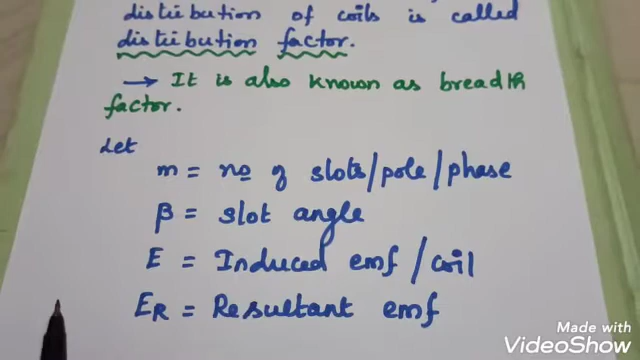 distribution of coils is called
distribution factor.
→ It is also known as breadth
factor.
Let
m = no of slots/pole/phase
β = slot angle
E = Induced emf/coil
ER = Resultant emf
Made with
VideoShow